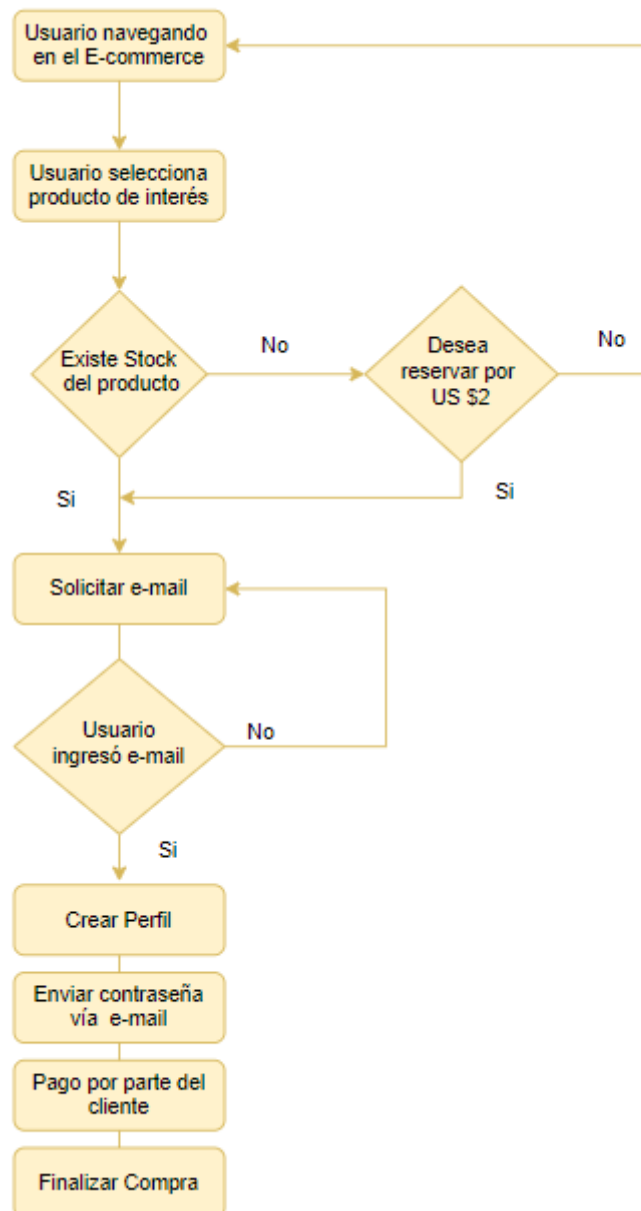 Usuario navegando
en el E-commerce
Usuario selecciona
producto de interés
Existe Stock
del producto
No
Desea
reservar por
US $2
No
Si
Si
Solicitar e-mail
Usuario
ingresó e-mail
No
Si
Crear Perfil
Enviar contraseña
vía e-mail
Pago por parte del
cliente
Finalizar Compra